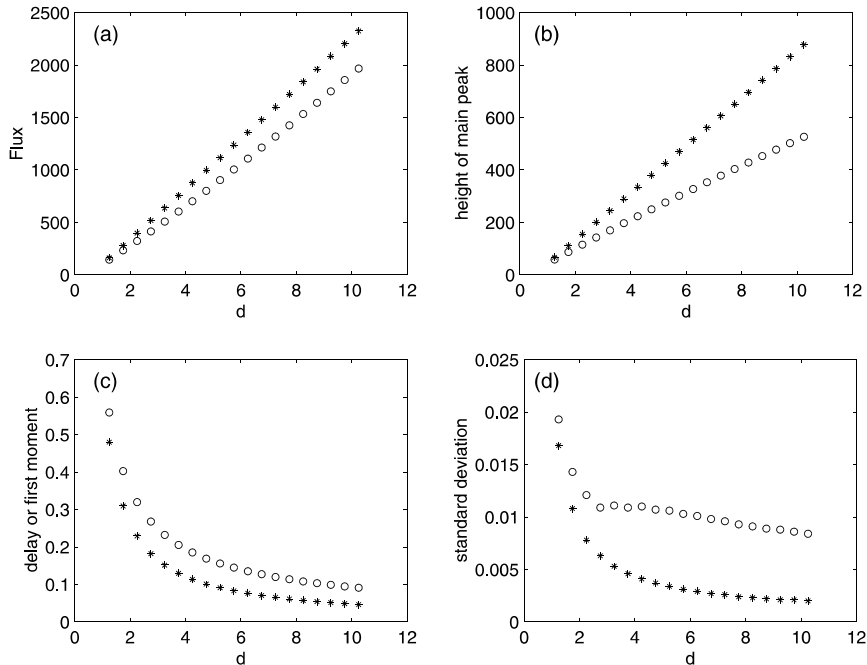 (a)
Flux
2500
2000
1500
1000
500
0
0 2 4 6 8 10 12
d
(b)
height of main peak
1000
800
600
400
200
0
0 2 4 6 8 10 12
d
(c)
delay or first moment
0.7
0.6
0.5
0.4
0.3
0.2
0.1
0
0 2 4 6 8 10 12
d
(d)
standard deviation
0.025
0.02
0.015
0.01
0.005
0
0 2 4 6 8 10 12
d